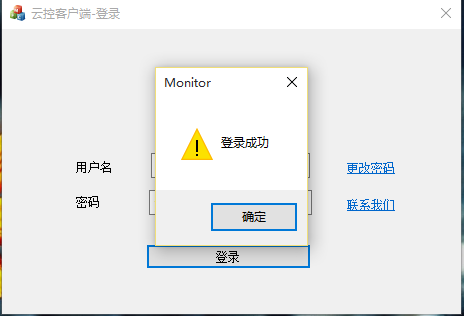 云控客户端-登录
Monitor
登录成功
用户名
更改密码
密码
联系我们
确定
登录